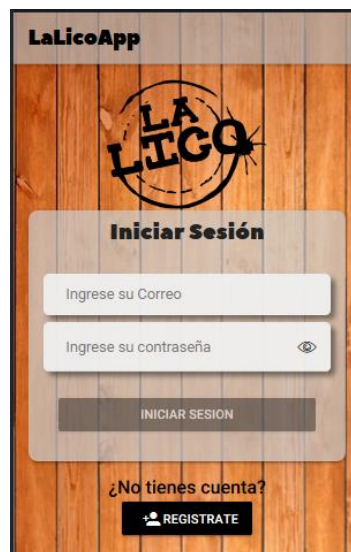 LaLicoApp
LA
LICO
Iniciar Sesión
Ingrese su Correo
Ingrese su contraseña
INICIAR SESION
¿No tienes cuenta?
REGISTRATE